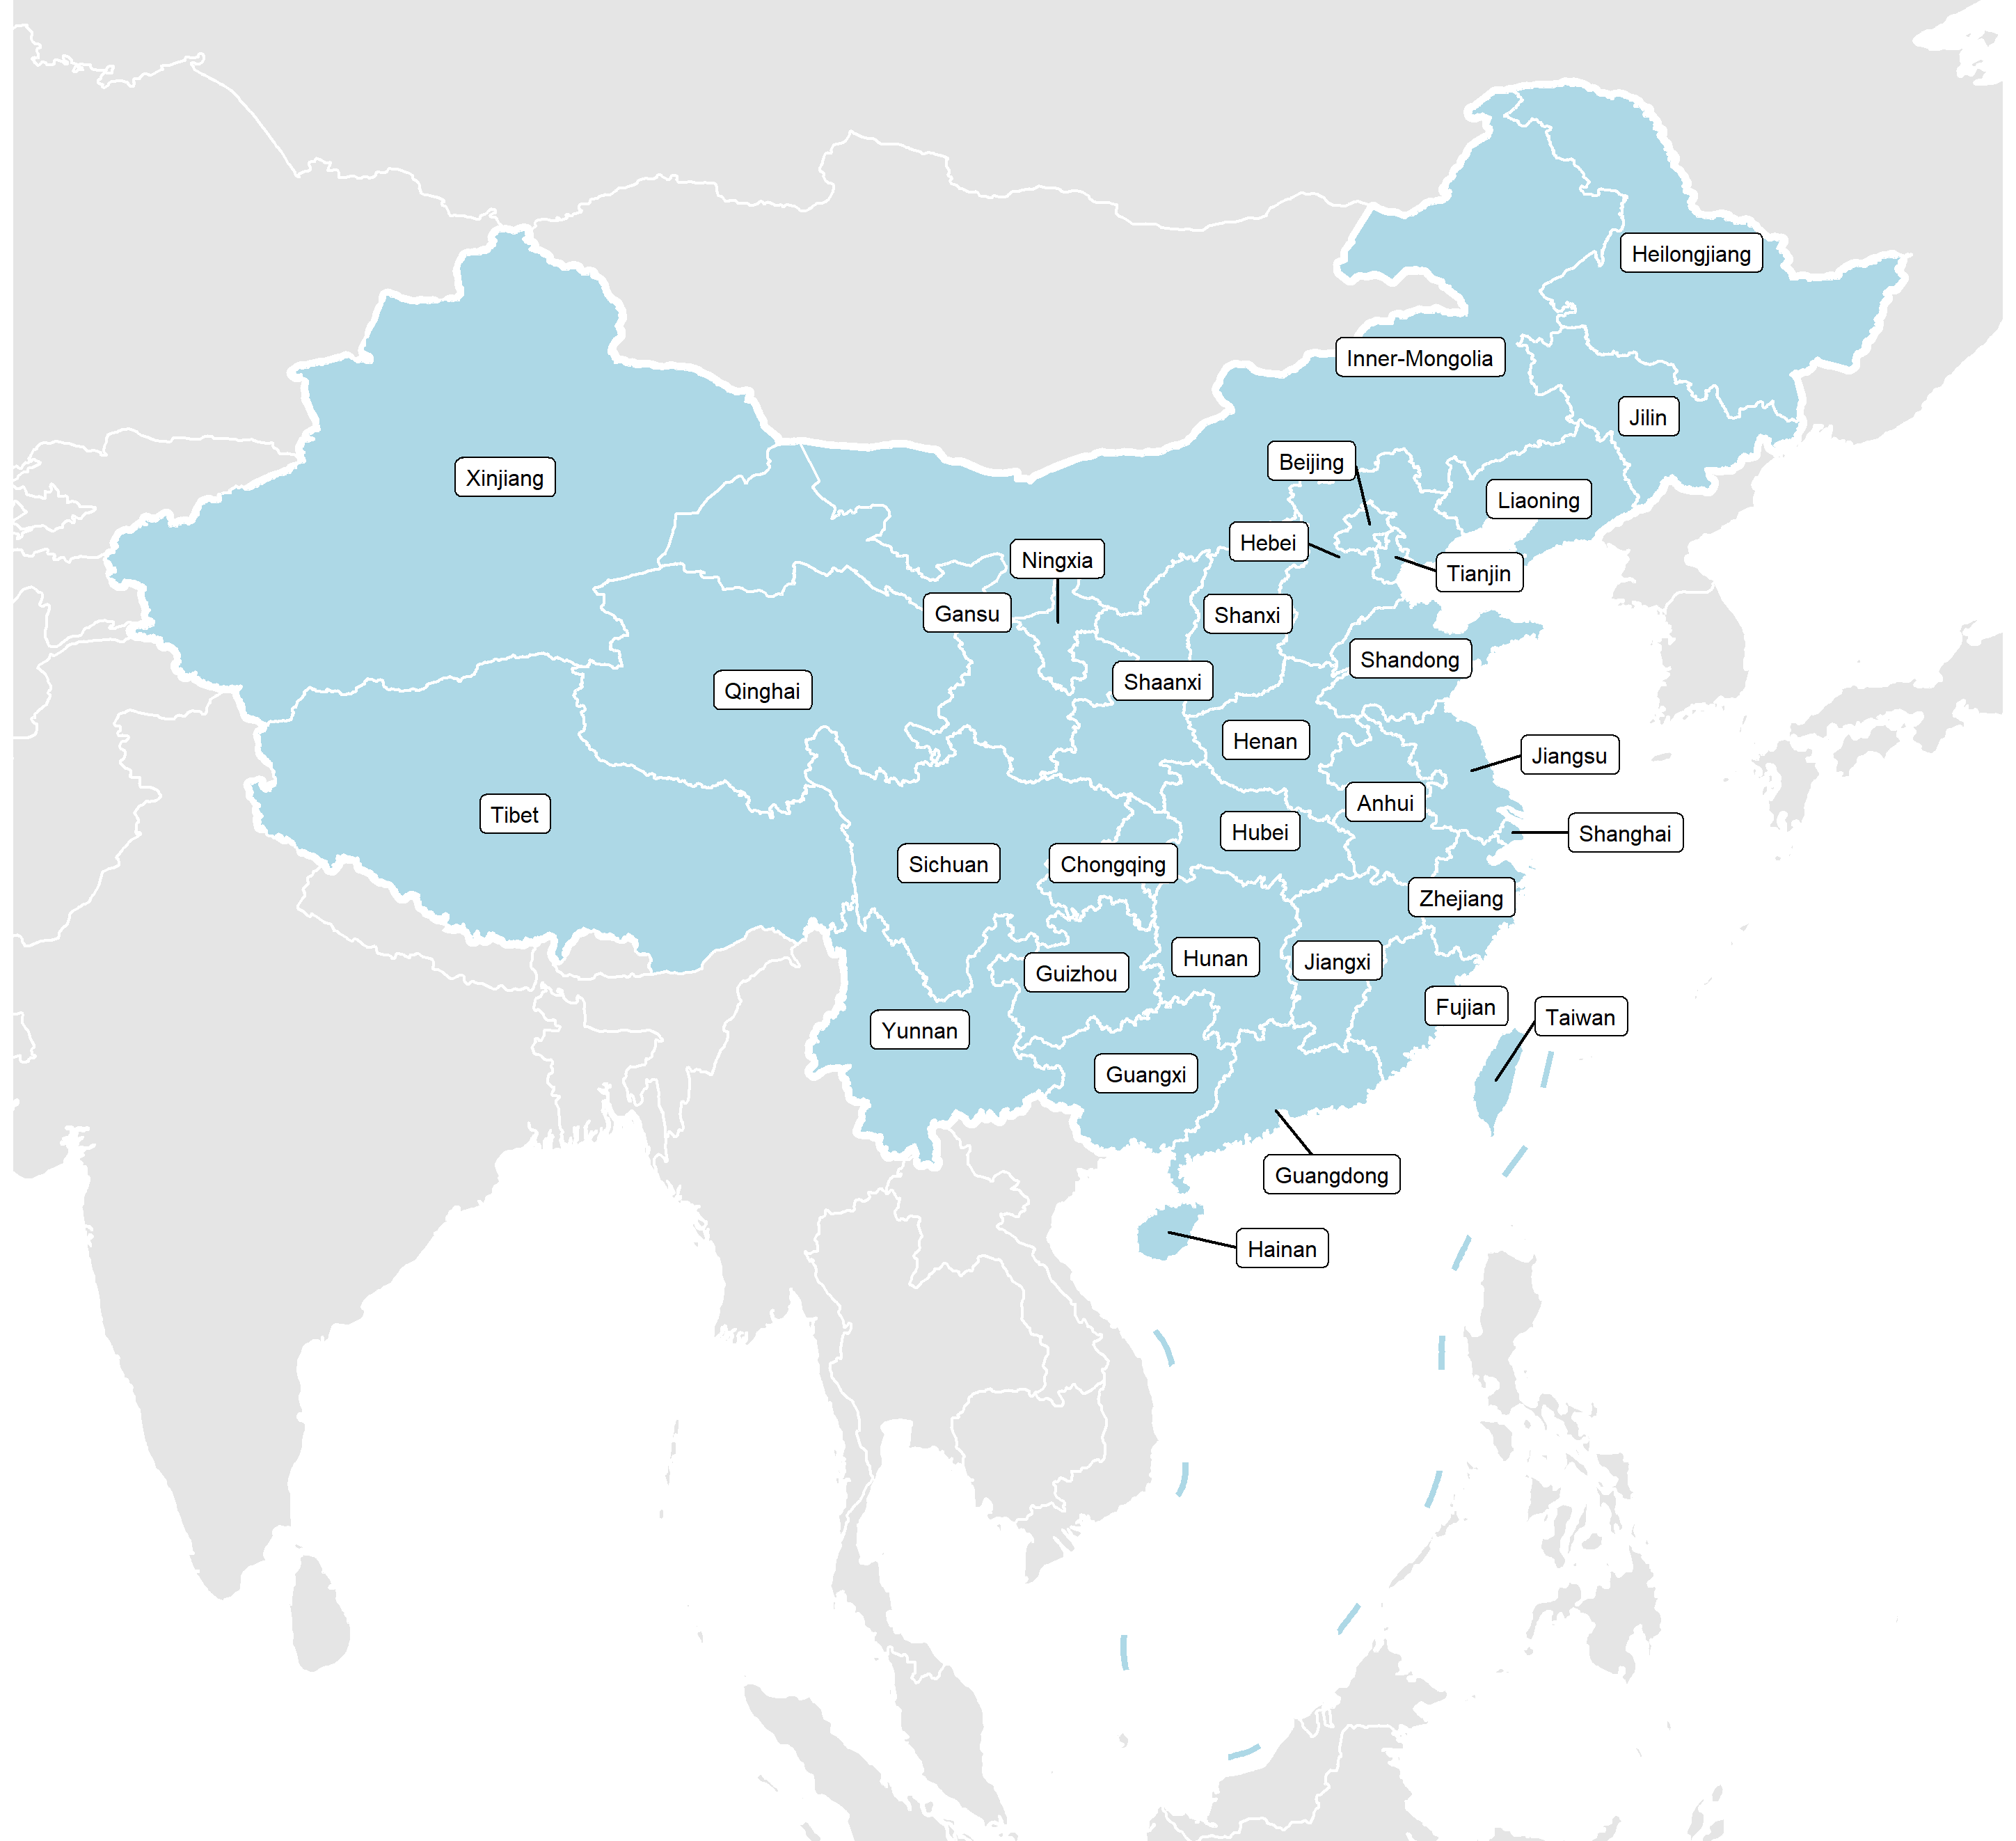 Heilongjiang
Inner-Mongolia
Jilin
Beijing
Xinjiang
Liaoning
Hebei
Ningxia
Tianjin
Gansu
Shanxi
Shandong
Shaanxi
Qinghai
Henan
Jiangsu
Anhui
Tibet
Hubei
Shanghai
Sichuan
Chongqing
Zhejiang
Hunan
Jiangxi
Guizhou
Fujian
Taiwan
Yunnan
Guangxi
Guangdong
Hainan